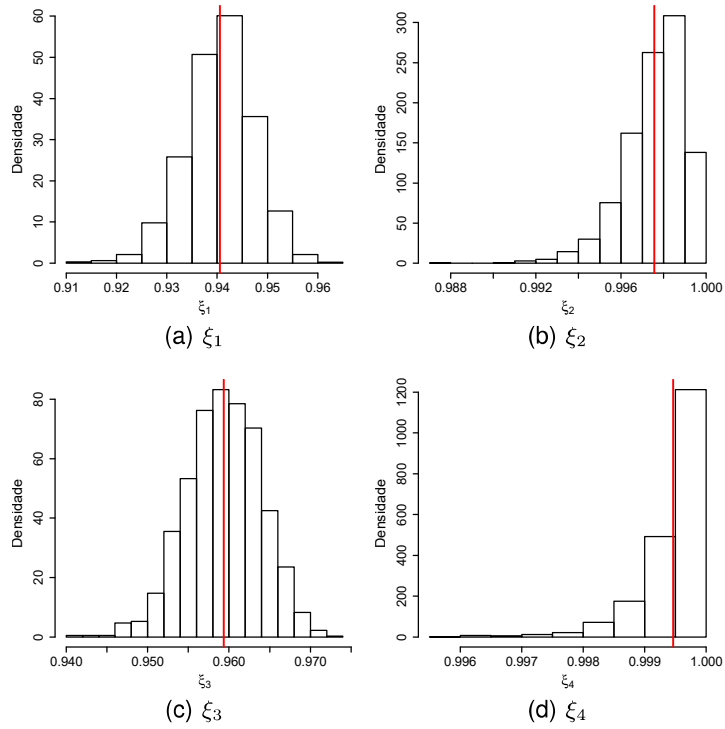 Densidade
0 10 20 30 40 50 60
0.91 0.92 0.93 0.94 0.95 0.96
ξ1
(a) ξ1
Densidade
0 50 100 150 200 250 300
0.988 0.992 0.996 1.000
ξ2
(b) ξ2
Densidade
0 20 40 60 80
0.940 0.950 0.960 0.970
ξ3
(c) ξ3
Densidade
0 200 400 600 800 1000 1200
0.996 0.997 0.998 0.999 1.000
ξ4
(d) ξ4